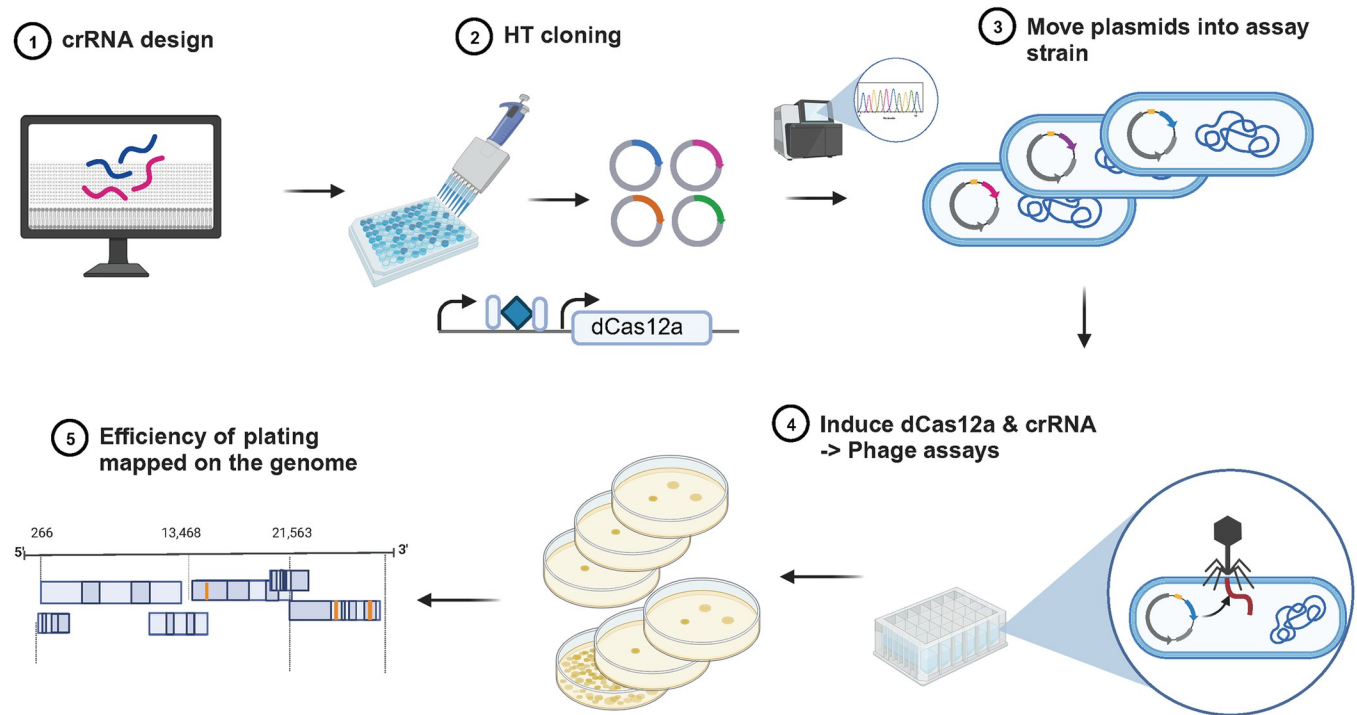 1 crRNA design
2 HT cloning
3 Move plasmids into assay
strain
dCas12a
4 Induce dCas12a & crRNA
-> Phage assays
5 Efficiency of plating
mapped on the genome
266 13,468 21,563
5' 3'